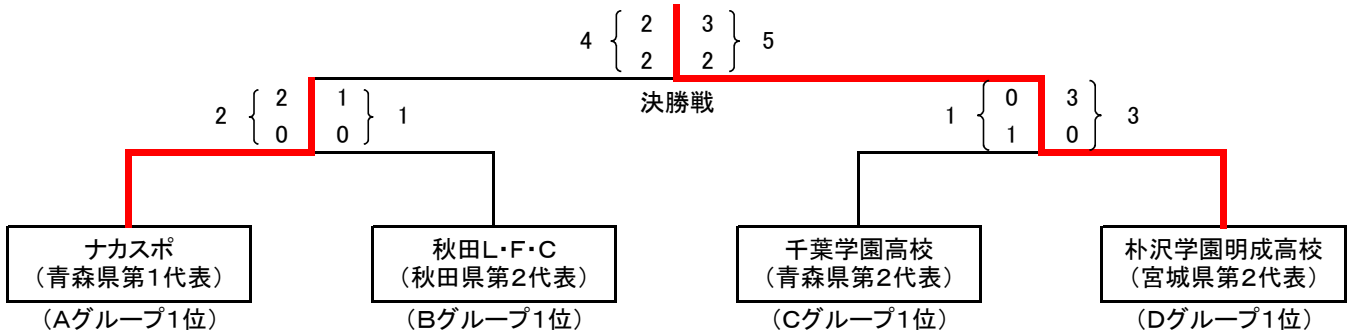 4 { 2 3 } 5
2 2
決勝戦
2 { 2 1 } 1
0 0
1 { 0 3 } 3
1 0
ナカスポ
(青森県第1代表)
(Aグループ1位)
秋田L・F・C
(秋田県第2代表)
(Bグループ1位)
千葉学園高校
(青森県第2代表)
(Cグループ1位)
朴沢学園明成高校
(宮城県第2代表)
(Dグループ1位)